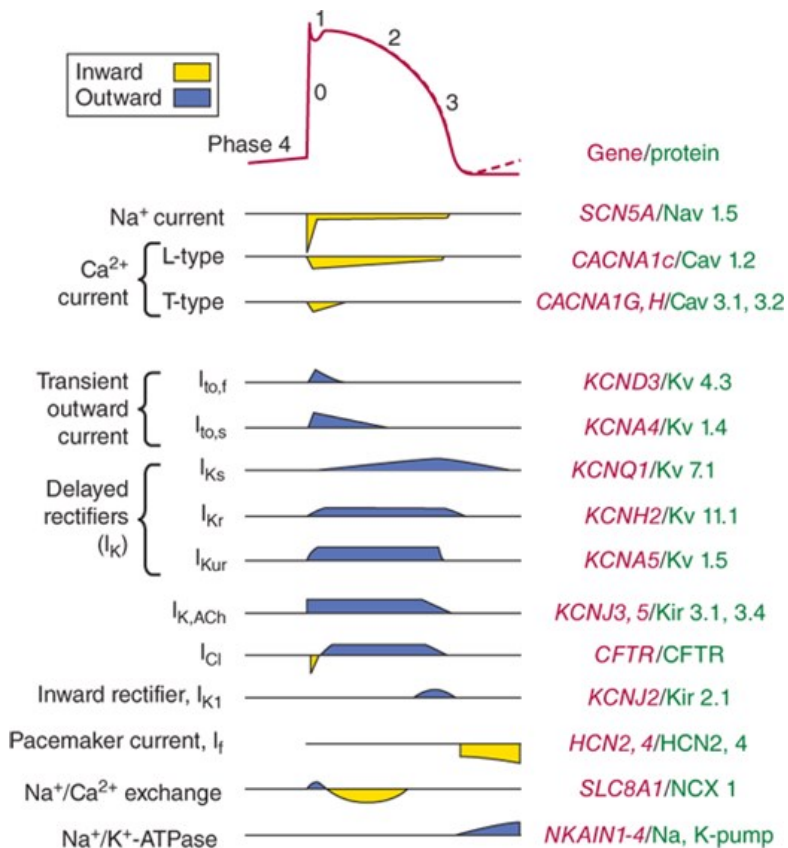 1
2
Inward
Outward
0
3
Phase 4
Gene/protein
Na⁺ current
SCN5A/Nav 1.5
Ca²⁺ current
L-type
CACNA1c/Cav 1.2
T-type
CACNA1G, H/Cav 3.1, 3.2
Transient
outward
current
I_to,f
KCND3/Kv 4.3
I_to,s
KCNA4/Kv 1.4
Delayed
rectifiers
(I_K)
I_Ks
KCNQ1/Kv 7.1
I_Kr
KCNH2/Kv 11.1
I_Kur
KCNA5/Kv 1.5
I_K,ACh
KCNJ3, 5/Kir 3.1, 3.4
I_Cl
CFTR/CFTR
Inward rectifier, I_K1
KCNJ2/Kir 2.1
Pacemaker current, I_f
HCN2, 4/HCN2, 4
Na⁺/Ca²⁺ exchange
SLC8A1/NCX 1
Na⁺/K⁺-ATPase
NKAIN1-4/Na, K-pump